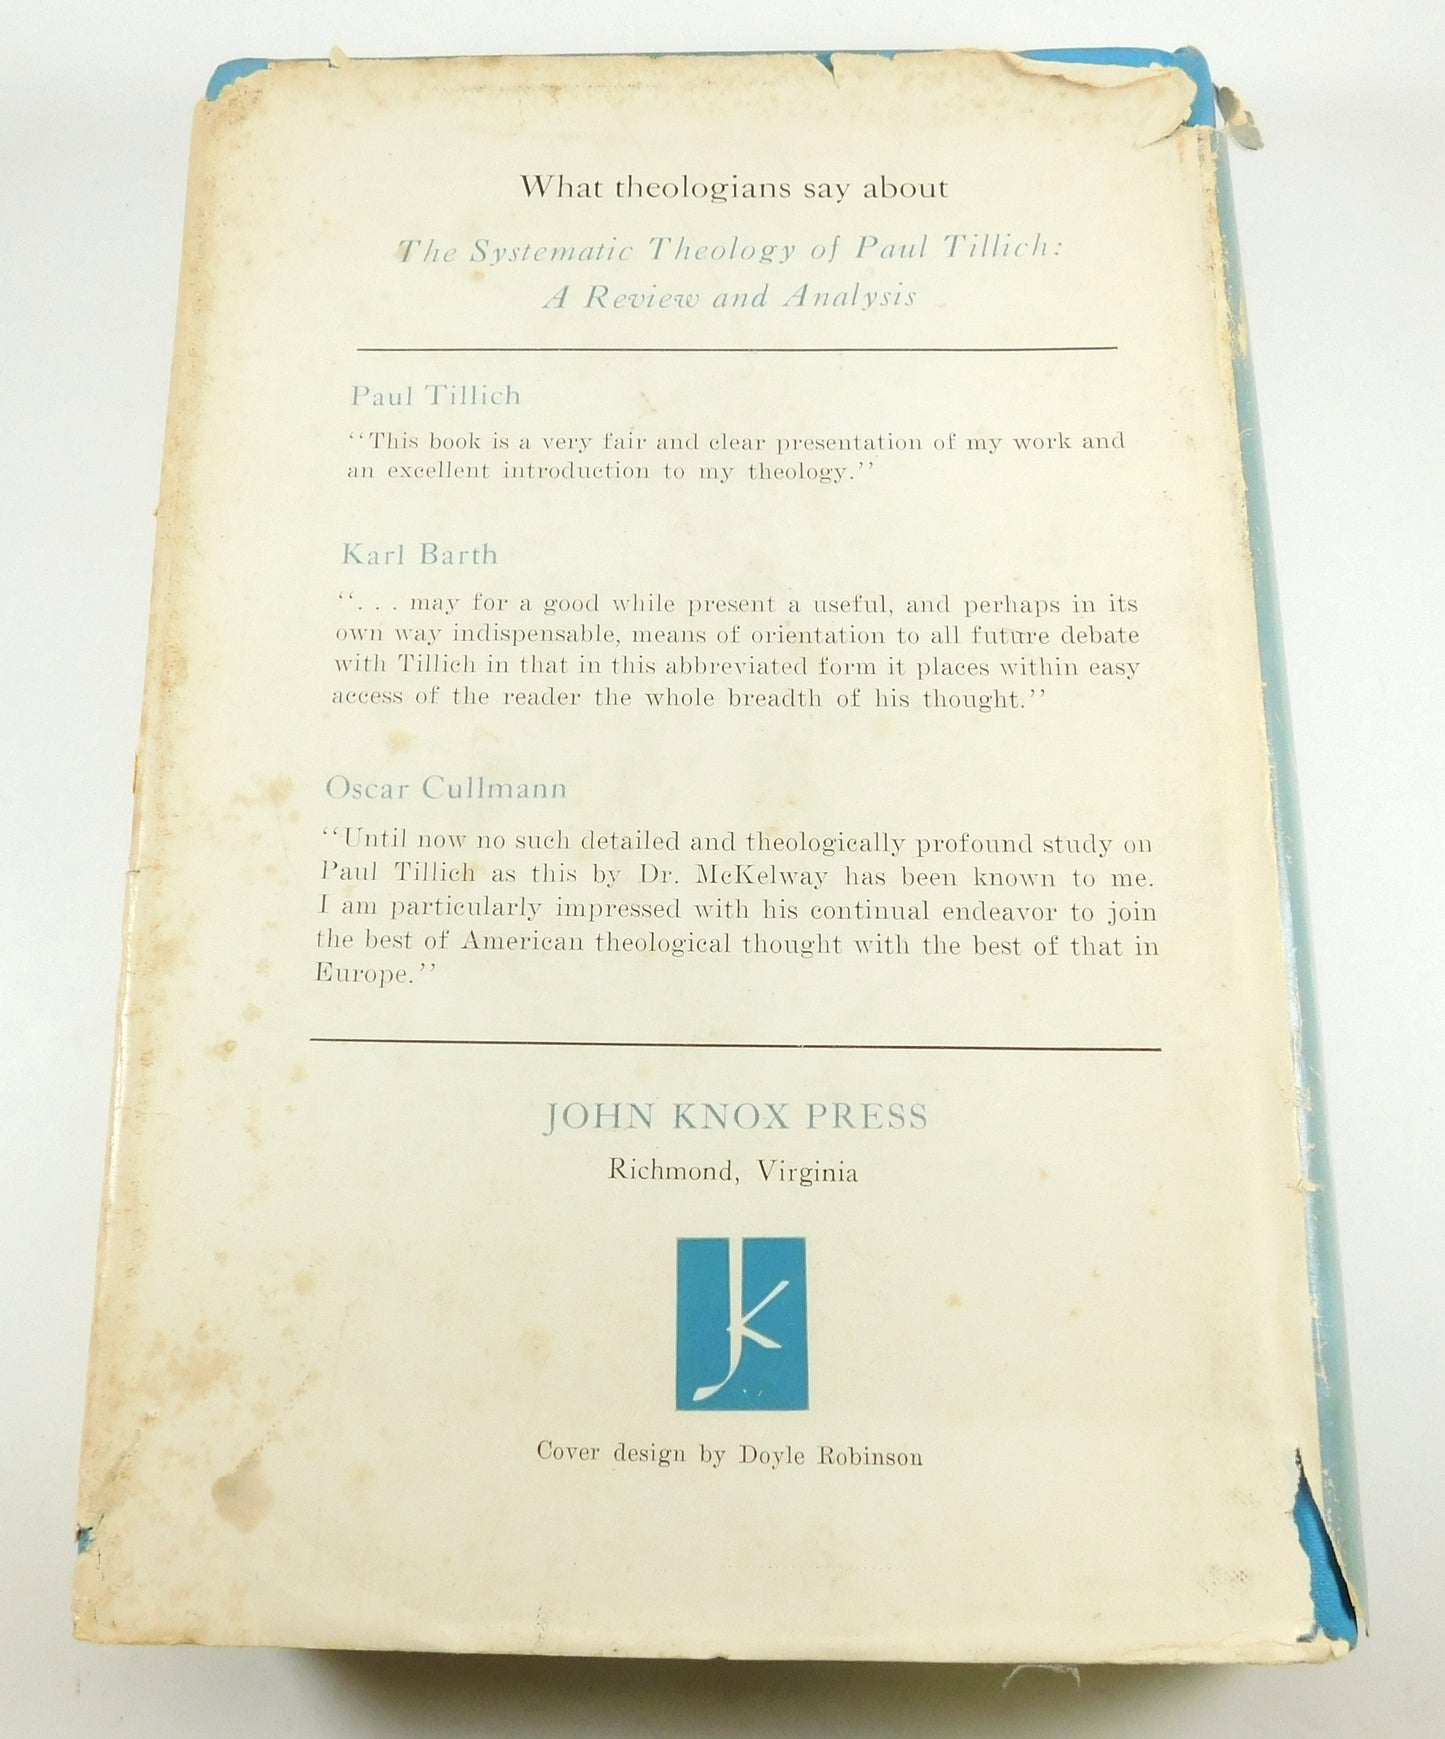 What theologians say about
The Systematic Theology of Paul Tillich:
A Review and Analysis
Paul Tillich
“This book is a very fair and clear presentation of my work and
an excellent introduction to my theology.”
Karl Barth
“. . . may for a good while present a useful, and perhaps in its
own way indispensable, means of orientation to all future debate
with Tillich in that in this abbreviated form it places within easy
access of the reader the whole breadth of his thought.”
Oscar Cullmann
“Until now no such detailed and theologically profound study on
Paul Tillich as this by Dr. McKelway has been known to me.
I am particularly impressed with his continual endeavor to join
the best of American theological thought with the best of that in
Europe.”
JOHN KNOX PRESS
Richmond, Virginia
JK
Cover design by Doyle Robinson